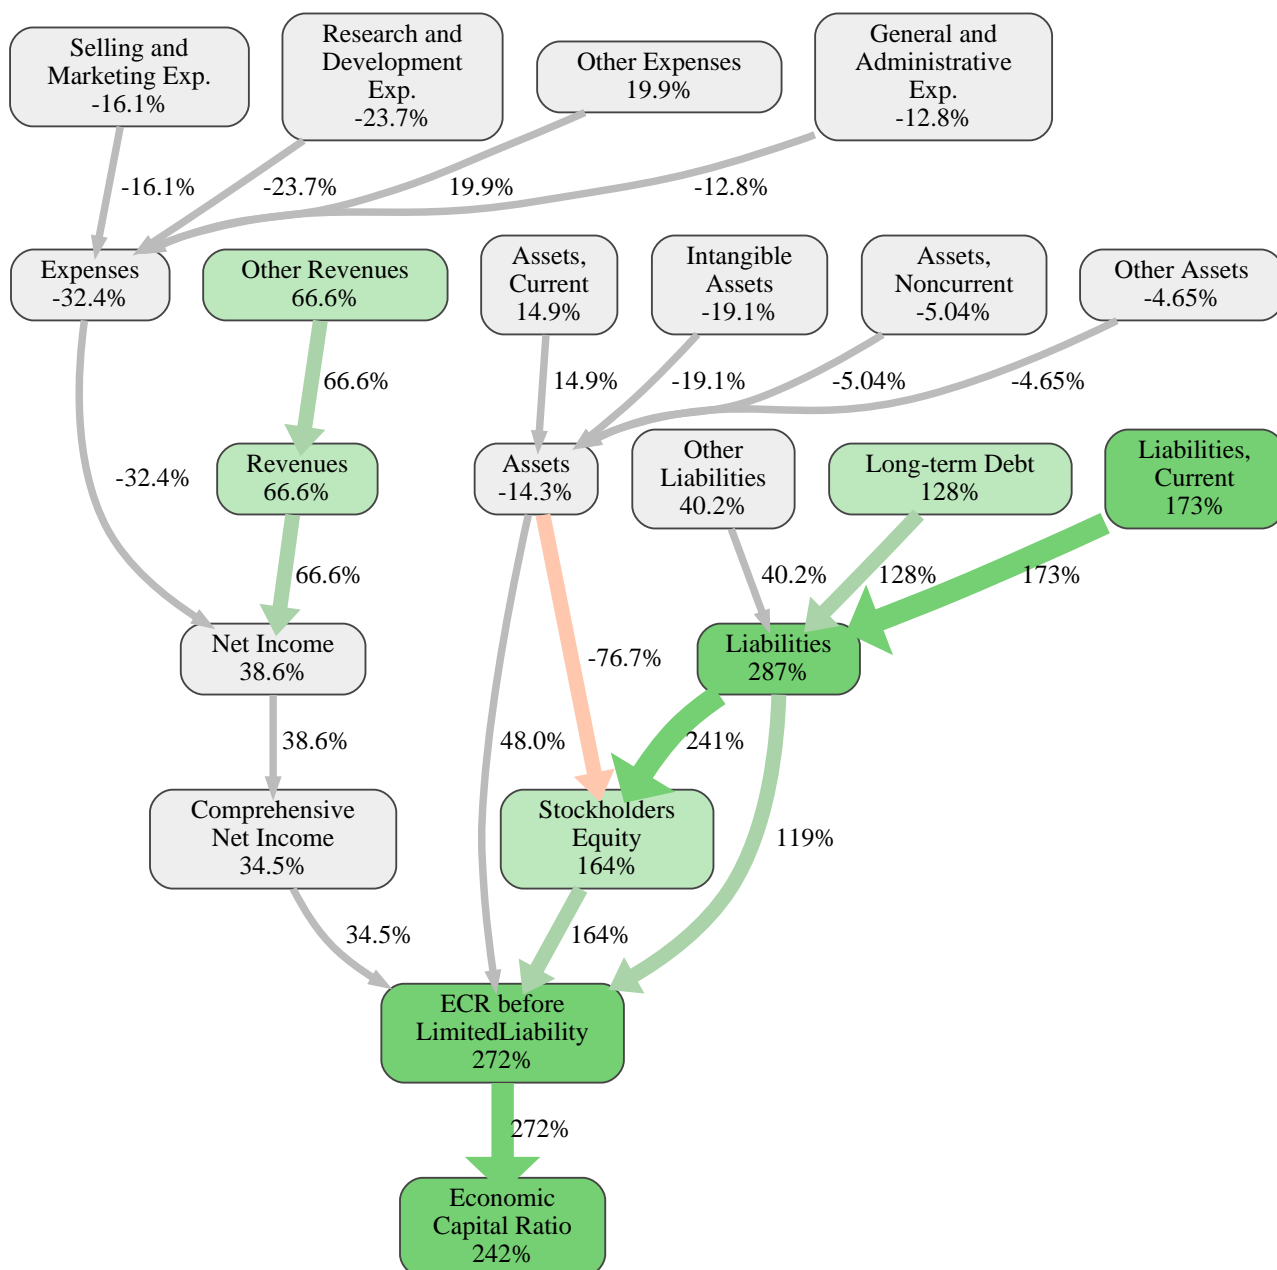 Selling and
Marketing Exp.
-16.1%
Research and
Development
Exp.
-23.7%
Other Expenses
19.9%
General and
Administrative
Exp.
-12.8%
-16.1%
-23.7%
19.9%
-12.8%
Expenses
-32.4%
Other Revenues
66.6%
Assets,
Current
14.9%
Intangible
Assets
-19.1%
Assets,
Noncurrent
-5.04%
Other Assets
-4.65%
66.6%
14.9%
-19.1%
-5.04%
-4.65%
-32.4%
Revenues
66.6%
Assets
-14.3%
Other
Liabilities
40.2%
Long-term Debt
128%
Liabilities,
Current
173%
66.6%
40.2%
128%
173%
Net Income
38.6%
-76.7%
Liabilities
287%
38.6%
48.0%
241%
119%
Comprehensive
Net Income
34.5%
Stockholders
Equity
164%
34.5%
164%
ECR before
LimitedLiability
272%
272%
Economic
Capital Ratio
242%